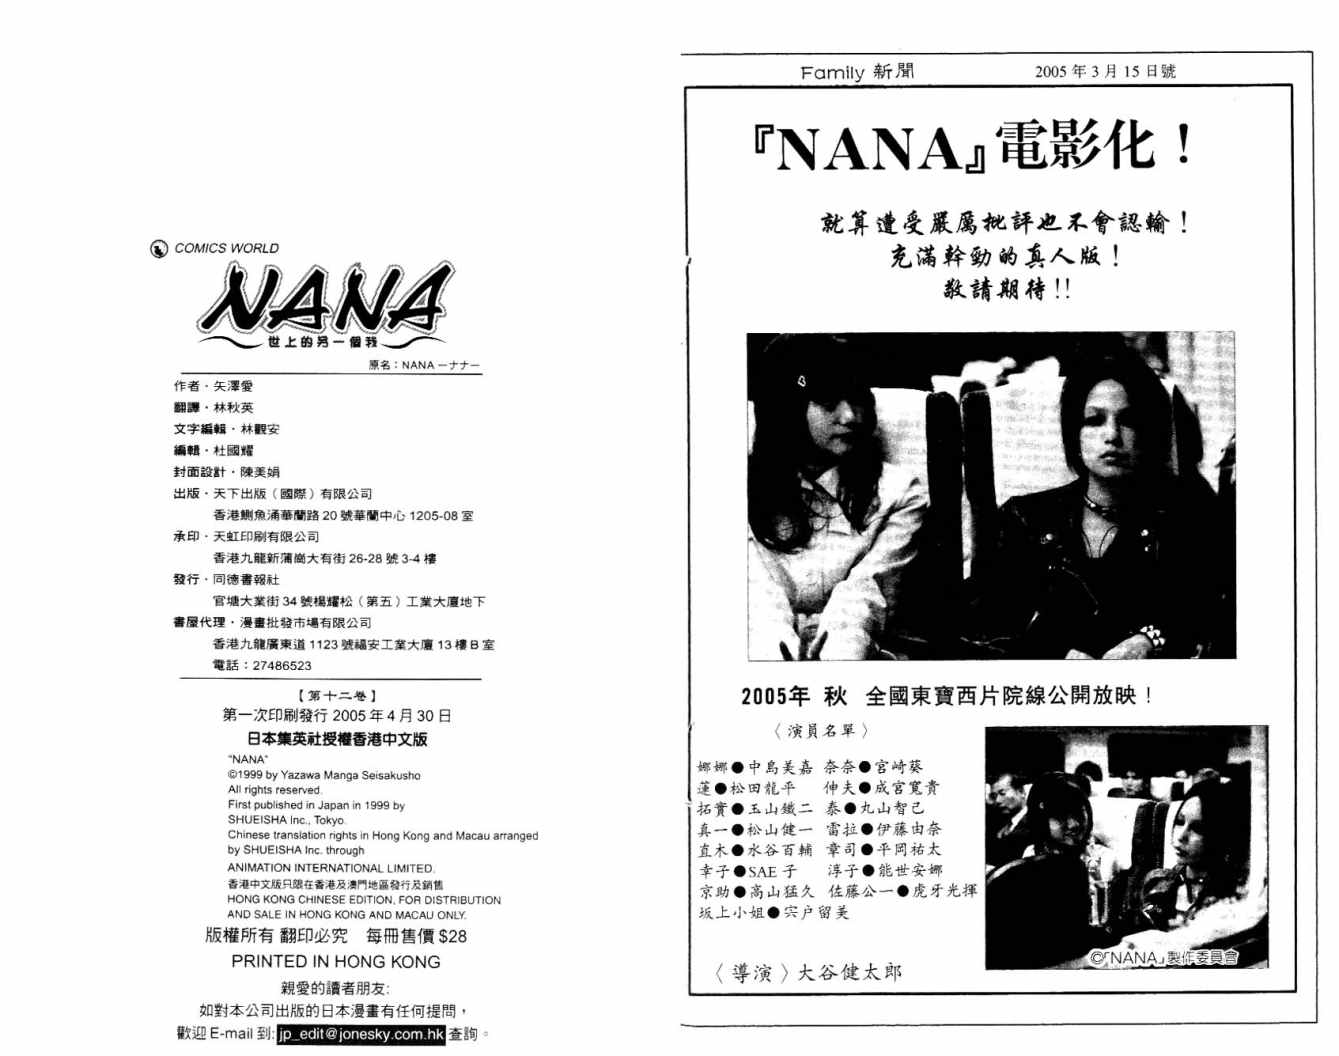 COMICS WORLD
NANA
世上的另一個我
原名：NANA —ナナ—
作者・矢澤愛
翻譯・林秋英
文字編輯・林觀安
編輯・杜國耀
封面設計・陳美娟
出版・天下出版（國際）有限公司
香港鰂魚涌華蘭路 20 號華蘭中心 1205-08 室
承印・天虹印刷有限公司
香港九龍新蒲崗大有街 26-28 號 3-4 樓
發行・同德書報社
官塘大業街 34 號楊耀松（第五）工業大廈地下
書屋代理・漫畫批發市場有限公司
香港九龍廣東道 1123 號福安工業大廈 13 樓 B 室
電話：27486523
【第十二卷】
第一次印刷發行 2005 年 4 月 30 日
日本集英社授權香港中文版
"NANA"
©1999 by Yazawa Manga Seisakusho
All rights reserved.
First published in Japan in 1999 by
SHUEISHA Inc., Tokyo.
Chinese translation rights in Hong Kong and Macau arranged
by SHUEISHA Inc. through
ANIMATION INTERNATIONAL LIMITED.
香港中文版只限在香港及澳門地區發行及銷售
HONG KONG CHINESE EDITION, FOR DISTRIBUTION
AND SALE IN HONG KONG AND MACAU ONLY.
版權所有 翻印必究　每冊售價 $28
PRINTED IN HONG KONG
親愛的讀者朋友:
如對本公司出版的日本漫畫有任何提問，
歡迎 E-mail 到: jp_edit@jonesky.com.hk 查詢。
Family 新聞　2005 年 3 月 15 日號
『NANA』電影化！
就算遭受嚴厲批評也不會認輸！
充滿幹勁的真人版！
敬請期待!!
2005年 秋 全國東寶西片院線公開放映！
〈演員名單〉
娜娜●中島美嘉 奈奈●宮崎葵
蓮●松田龍平 伸夫●成宮寬貴
拓實●玉山鐵二 泰●丸山智己
真一●松山健一 雷拉●伊藤由奈
直木●水谷百輔 章司●平岡祐太
幸子●SAE 子 淳子●能世安娜
京助●高山猛久 佐藤公一●虎牙光揮
坂上小姐●宍戶留美
〈導演〉大谷健太郎
©「NANA」製作委員會